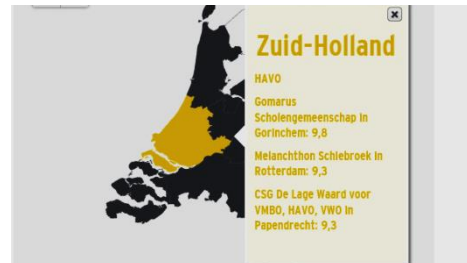 Zuid-Holland
HAVO
Gomarus
Scholengemeenschap in
Gorinchem: 9,8
Melanchthon Schiebroek in
Rotterdam: 9,3
CSG De Lage Waard voor
VMBO, HAVO, VWO in
Papendrecht: 9,3